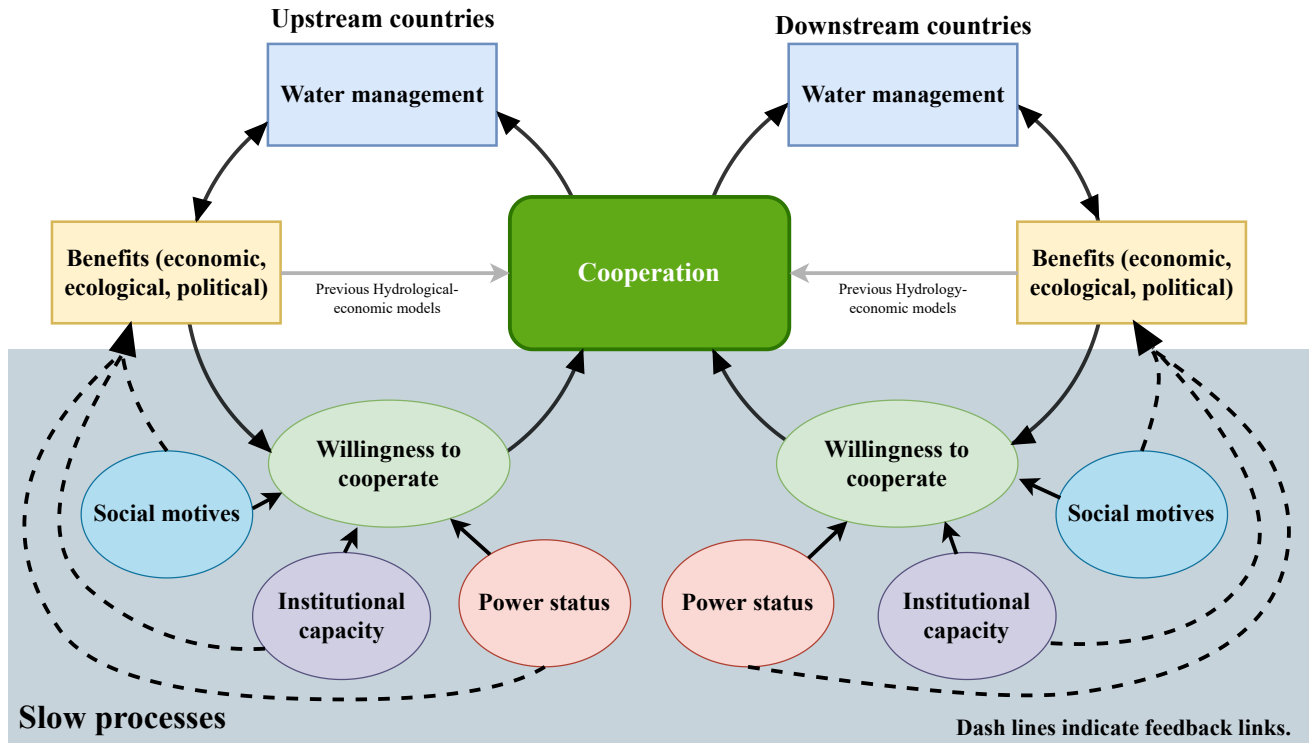 Upstream countries
Downstream countries
Water management
Water management
Benefits (economic,
ecological, political)
Previous Hydrological-
economic models
Cooperation
Previous Hydrology-
economic models
Benefits (economic,
ecological, political)
Willingness to
cooperate
Willingness to
cooperate
Social motives
Social motives
Institutional
capacity
Power status
Power status
Institutional
capacity
Slow processes
Dash lines indicate feedback links.